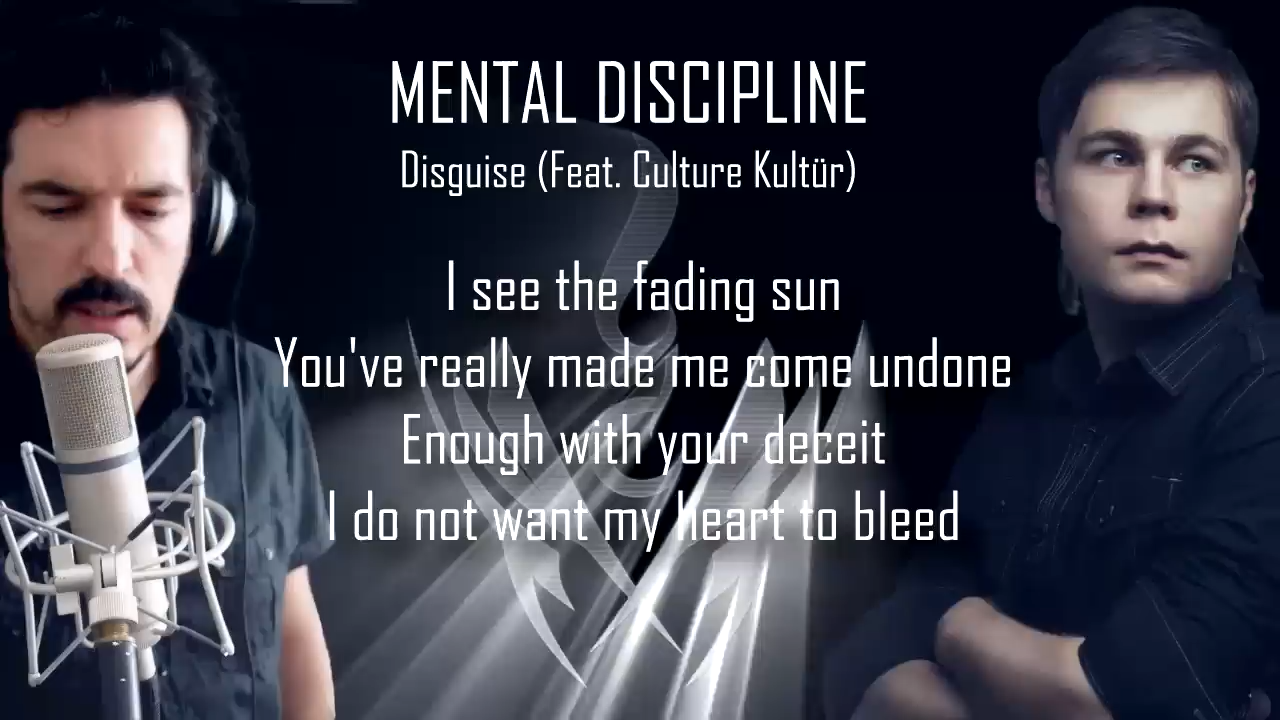 MENTAL DISCIPLINE
Disguise (Feat. Culture Kultür)
I see the fading sun
You've really made me come undone
Enough with your deceit
I do not want my heart to bleed